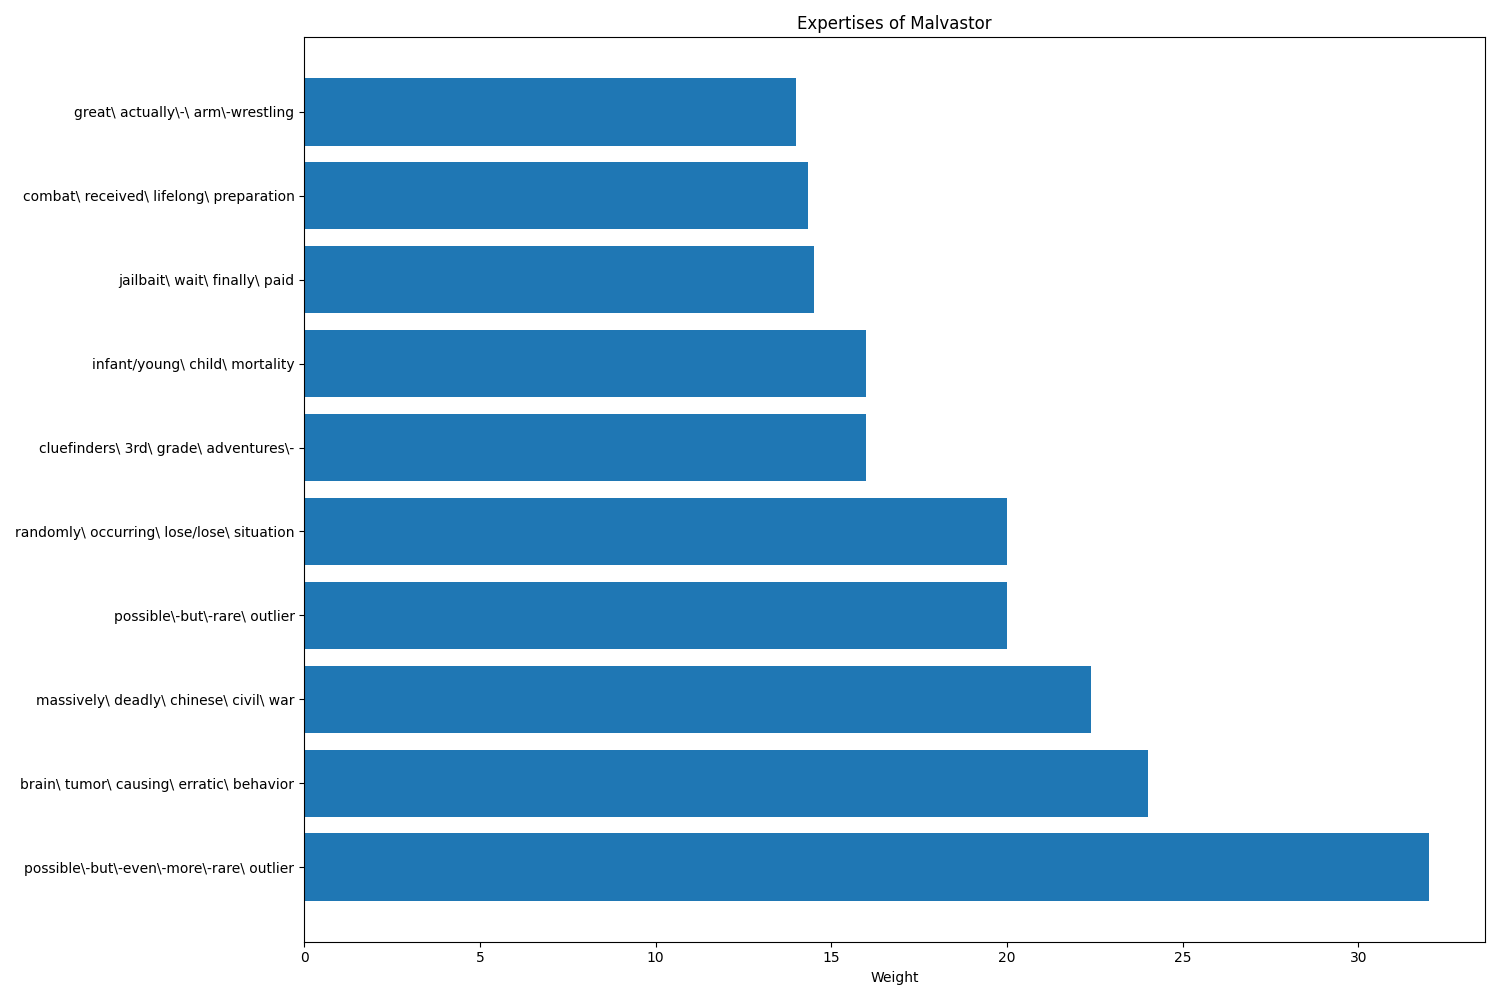 Expertises of Malvastor
great\ actually\-\ arm\-wrestling
combat\ received\ lifelong\ preparation
jailbait\ wait\ finally\ paid
infant/young\ child\ mortality
cluefinders\ 3rd\ grade\ adventures\-
randomly\ occurring\ lose/lose\ situation
possible\-but\-rare\ outlier
massively\ deadly\ chinese\ civil\ war
brain\ tumor\ causing\ erratic\ behavior
possible\-but\-even\-more\-rare\ outlier
0 5 10 15 20 25 30
Weight